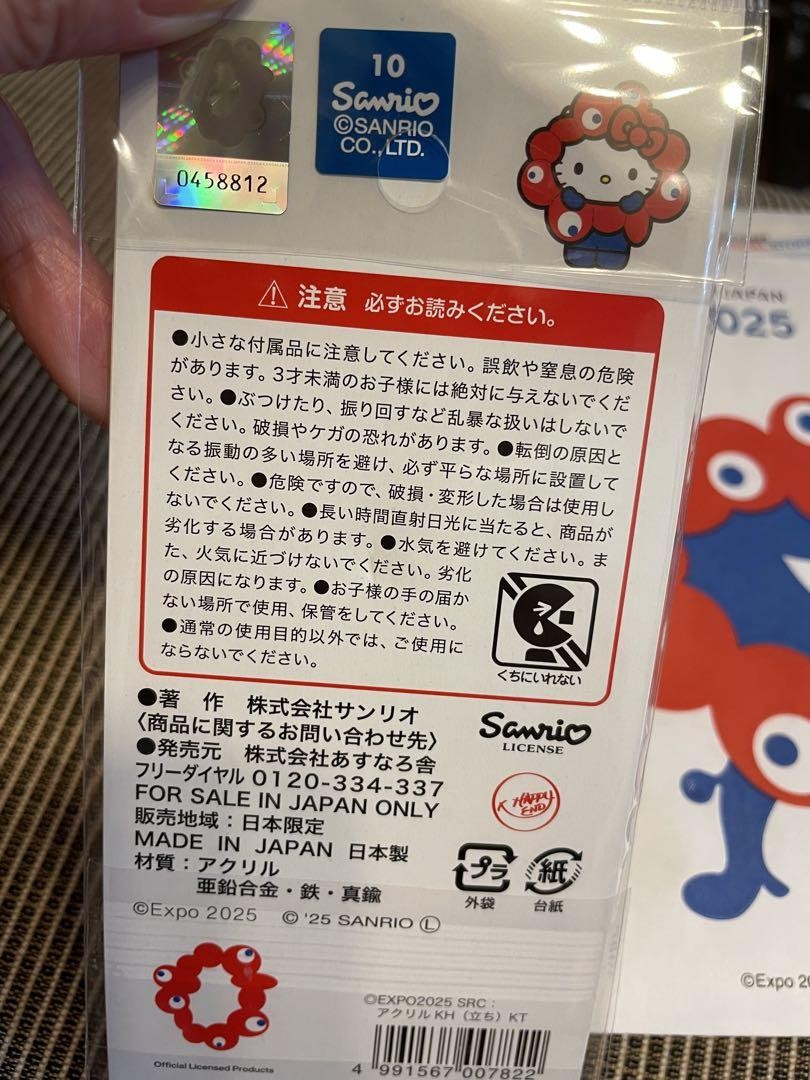 0458812
10
Sanrio
©SANRIO
CO., LTD.
注意 必ずお読みください。
●小さな付属品に注意してください。誤飲や窒息の危険
があります。3才未満のお子様には絶対に与えないでくだ
さい。●ぶつけたり、振り回すなど乱暴な扱いはしないで
ください。破損やケガの恐れがあります。●転倒の原因と
なる振動の多い場所を避け、必ず平らな場所に設置して
ください。●危険ですので、破損・変形した場合は使用し
ないでください。●長い時間直射日光に当たると、商品が
劣化する場合があります。●水気を避けてください。ま
た、火気に近づけないでください。劣化
の原因になります。●お子様の手の届か
ない場所で使用、保管をしてください。
●通常の使用目的以外では、ご使用に
ならないでください。
くちにいれない
●著 作 株式会社サンリオ
〈商品に関するお問い合わせ先〉
●発売元 株式会社あすなろ舎
フリーダイヤル 0120-334-337
FOR SALE IN JAPAN ONLY
販売地域：日本限定
MADE IN JAPAN 日本製
材質：アクリル
亜鉛合金・鉄・真鍮
©Expo 2025 © '25 SANRIO Ⓛ
Sanrio
LICENSE
K HAPPY
END
プラ
外袋
紙
台紙
Official Licensed Products
©EXPO2025 SRC：
アクリルKH（立ち）KT
4 991567 007822
JAPAN
2025
©Expo 20